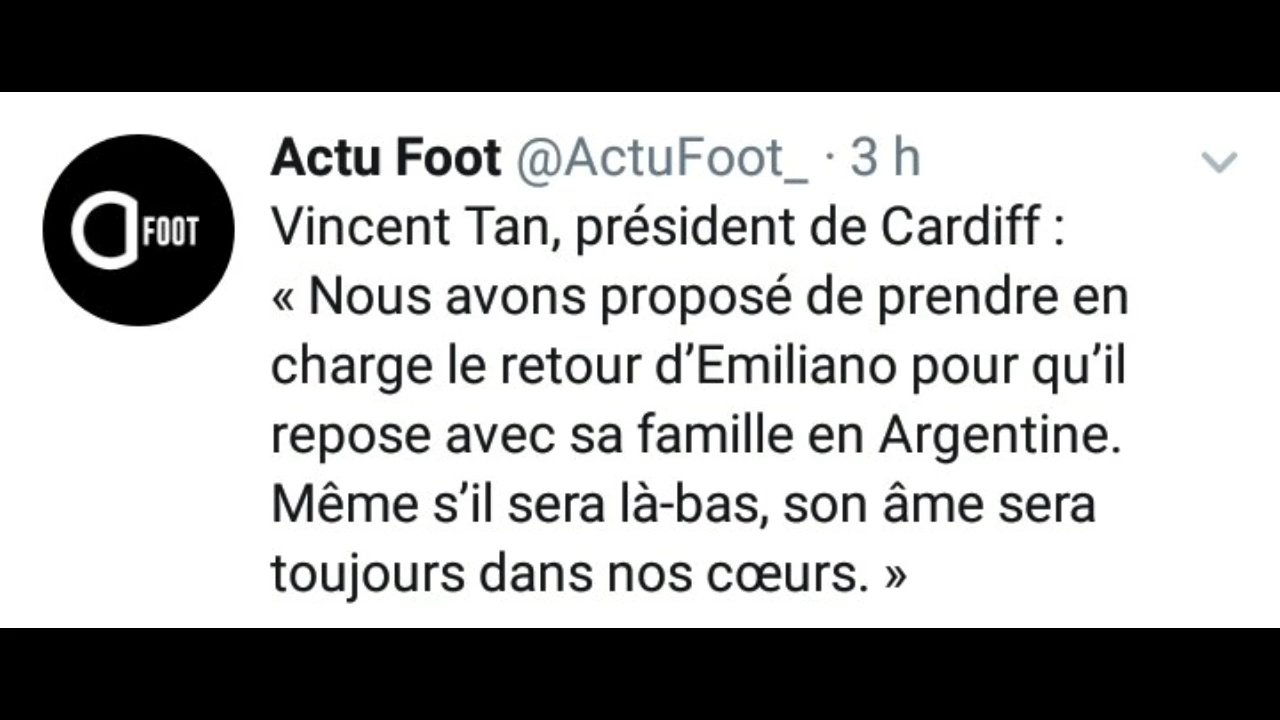 FOOT
Actu Foot @ActuFoot_ · 3 h
Vincent Tan, président de Cardiff :
« Nous avons proposé de prendre en
charge le retour d’Emiliano pour qu’il
repose avec sa famille en Argentine.
Même s’il sera là-bas, son âme sera
toujours dans nos cœurs. »